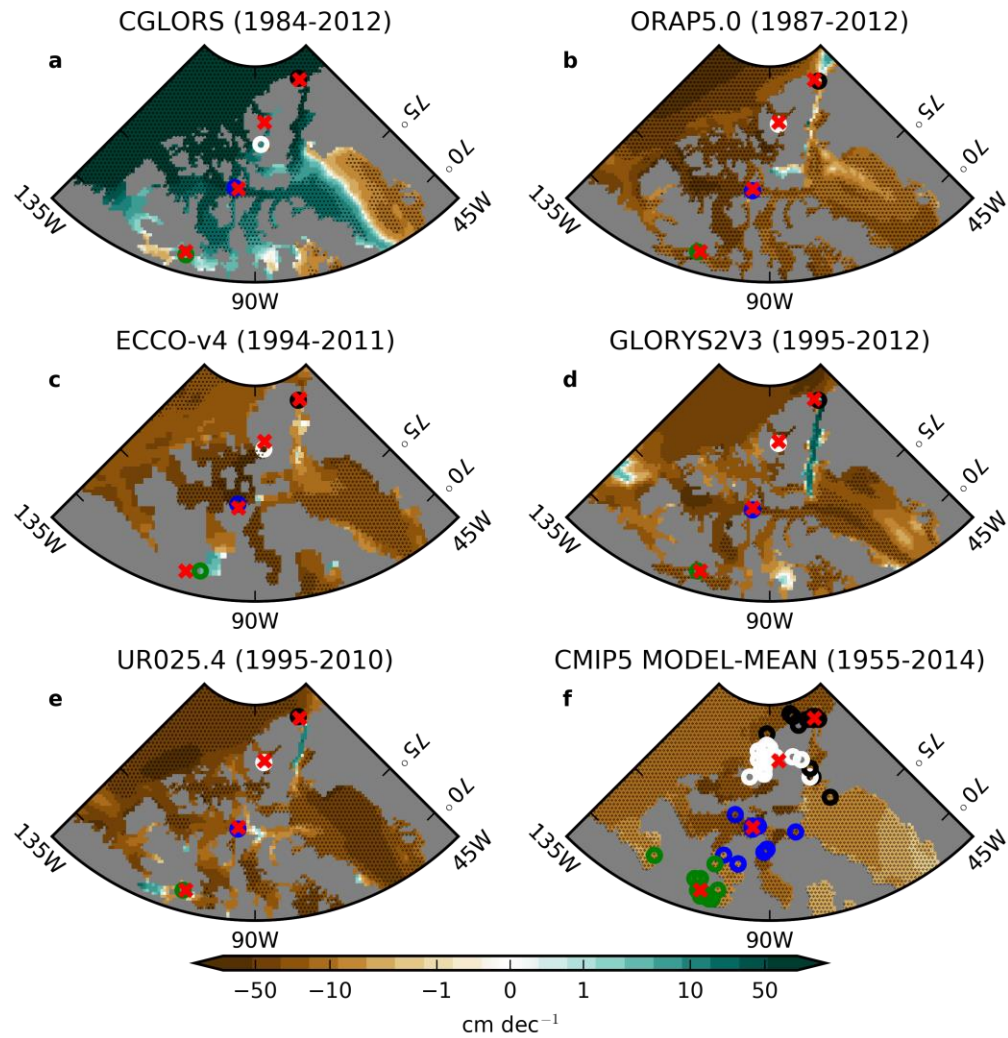 CGLORS (1984-2012)
ORAP5.0 (1987-2012)
a
b
75°
75°
70°
70°
135W
45W
135W
45W
90W
90W
ECCO-v4 (1994-2011)
GLORYS2V3 (1995-2012)
c
d
75°
75°
70°
70°
135W
45W
135W
45W
90W
90W
UR025.4 (1995-2010)
CMIP5 MODEL-MEAN (1955-2014)
e
f
75°
75°
70°
70°
135W
45W
135W
45W
90W
90W
−50 −10 −1 0 1 10 50
cm dec⁻¹